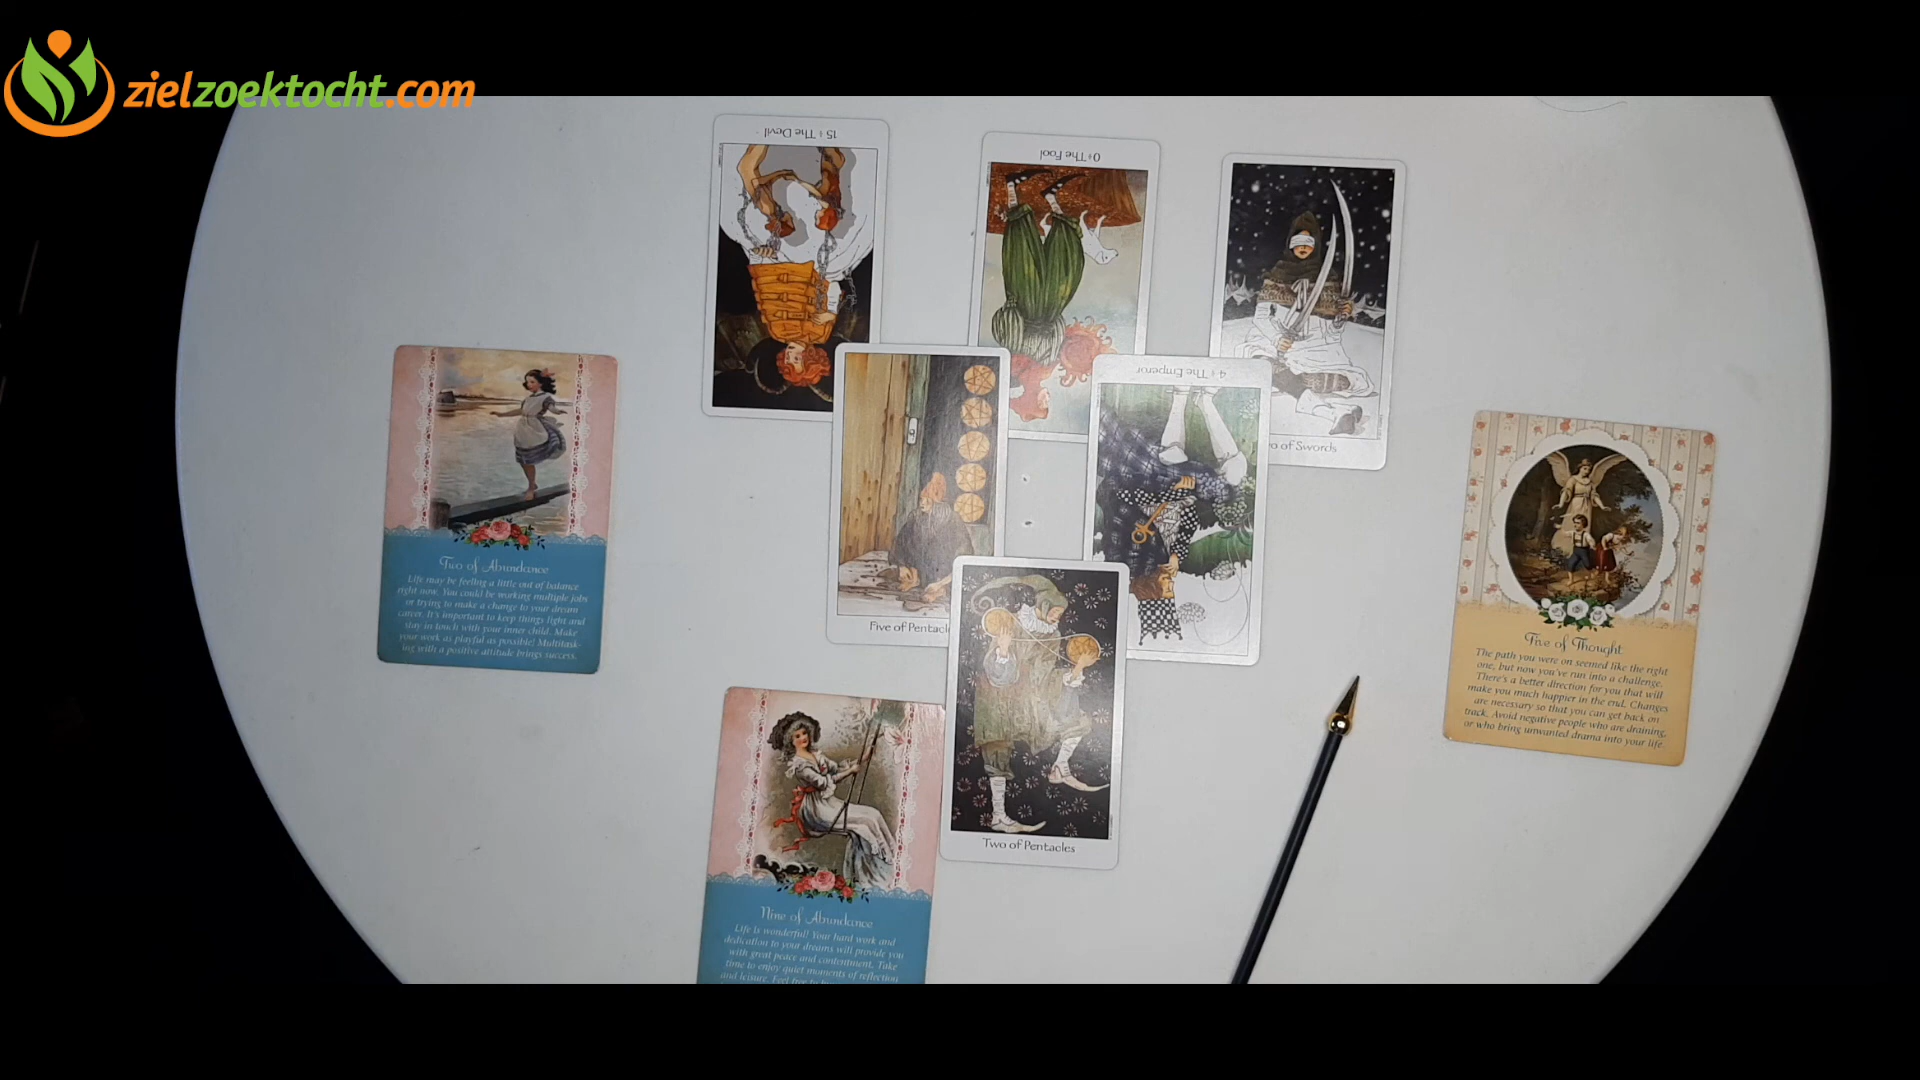 zielzoektocht.com
15 The Devil
0 The Fool
of Swords
Five of Pentacle
4 The Emperor
Two of Pentacles
Two of Abundance
Life may be feeling a little out of balance
right now. You could be working multiple jobs
or trying to make a change to your dream
career. It's important to keep things light and
stay in touch with your inner child. Make
your work as playful as possible! Multitask-
ing with a positive attitude brings success.
Five of Thought
The path you were on seemed like the right
one, but now you've run into a challenge.
There's a better direction for you that will
make you much happier in the end. Changes
are necessary so that you can get back on
track. Avoid negative people who are draining,
or who bring unwanted drama into your life.
Nine of Abundance
Life is wonderful! Your hard work and
dedication to your dreams will provide you
with great peace and contentment. Take
time to enjoy quiet moments of reflection
and leisure. Feel free to